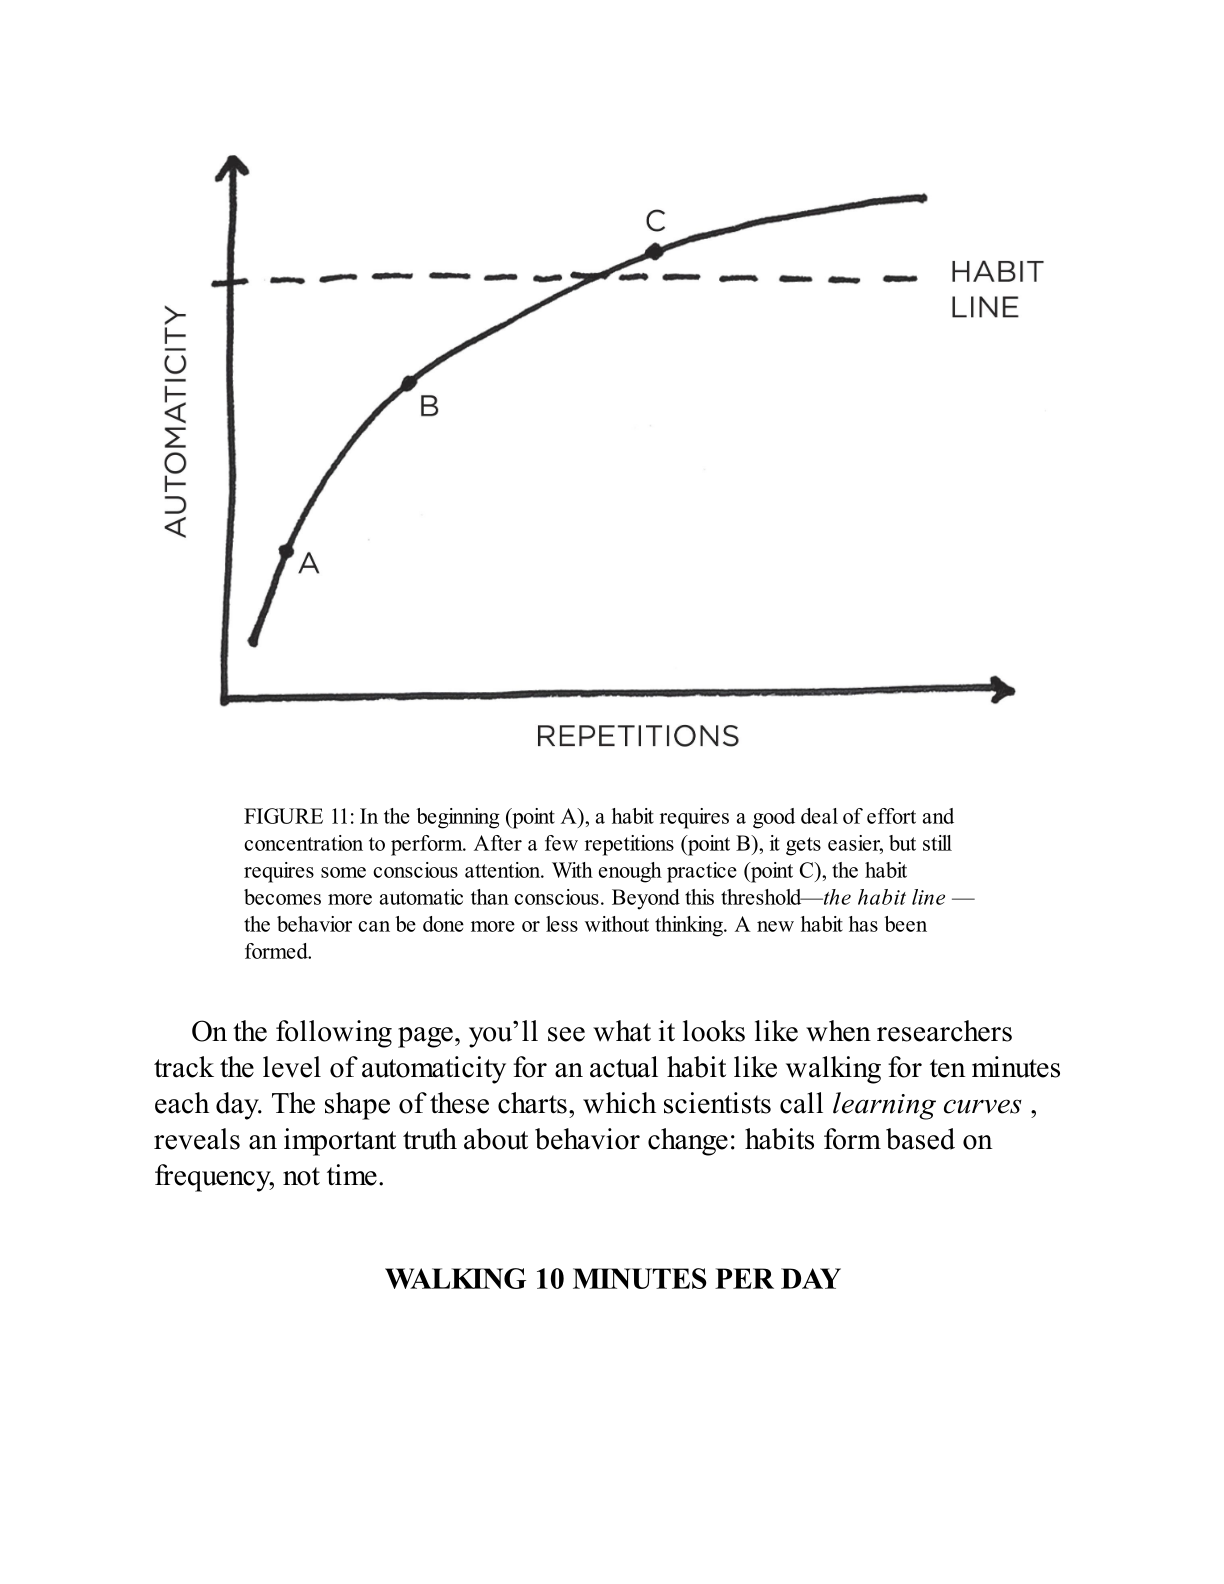 C
HABIT
LINE
AUTOMATICITY
B
A
REPETITIONS
FIGURE 11: In the beginning (point A), a habit requires a good deal of effort and
concentration to perform. After a few repetitions (point B), it gets easier, but still
requires some conscious attention. With enough practice (point C), the habit
becomes more automatic than conscious. Beyond this threshold—the habit line —
the behavior can be done more or less without thinking. A new habit has been
formed.
On the following page, you’ll see what it looks like when researchers
track the level of automaticity for an actual habit like walking for ten minutes
each day. The shape of these charts, which scientists call learning curves ,
reveals an important truth about behavior change: habits form based on
frequency, not time.
WALKING 10 MINUTES PER DAY